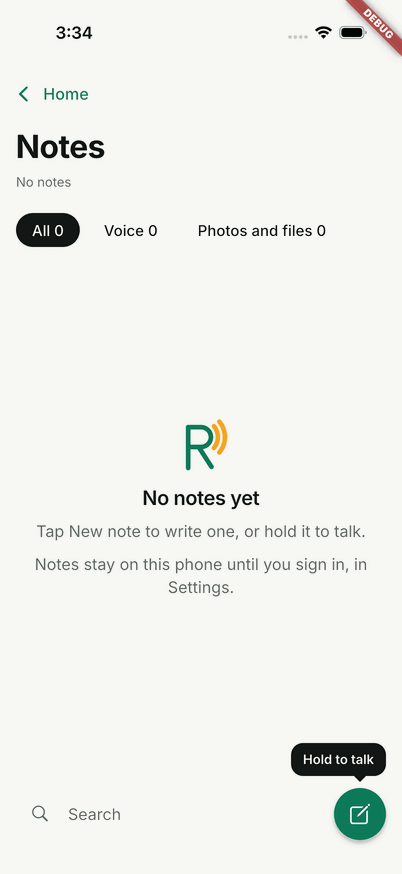 3:34
DEBUG
Home
Notes
No notes
All 0
Voice 0
Photos and files 0
R
No notes yet
Tap New note to write one, or hold it to talk.
Notes stay on this phone until you sign in, in
Settings.
Hold to talk
Search